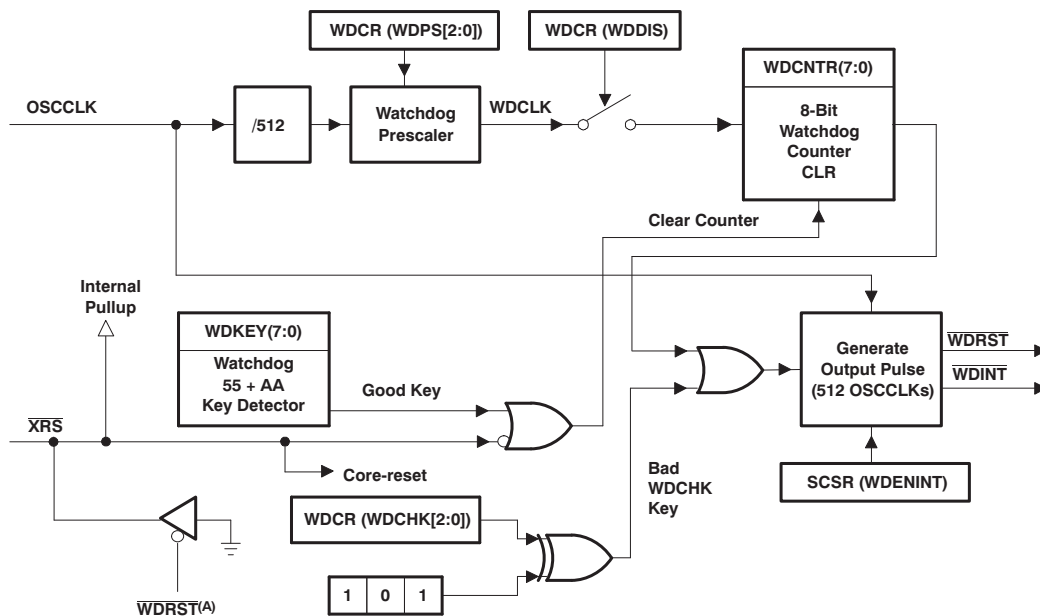 WDCR (WDPS[2:0])
WDCR (WDDIS)
WDCNTR(7:0)
OSCCLK
/512
Watchdog
Prescaler
WDCLK
8-Bit
Watchdog
Counter
CLR
Clear Counter
Internal
Pullup
WDKEY(7:0)
Watchdog
55 + AA
Key Detector
Good Key
Generate
Output Pulse
(512 OSCCLKs)
WDRST
WDINT
XRS
Core-reset
Bad
WDCHK
Key
SCSR (WDENINT)
WDCR (WDCHK[2:0])
1 0 1
WDRST(A)